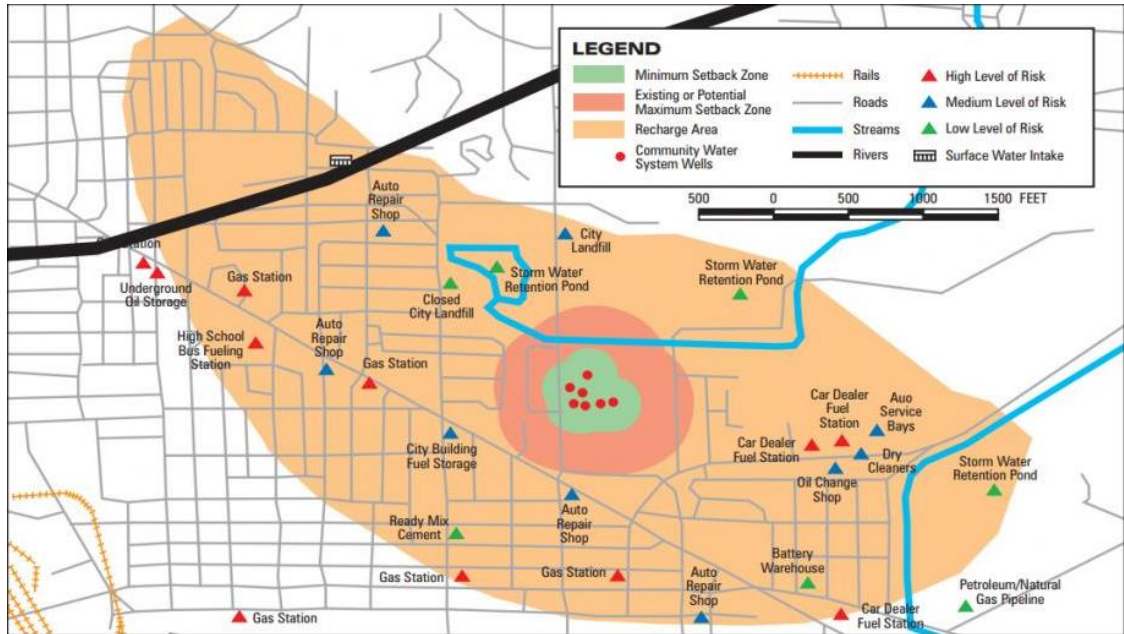 LEGEND
Minimum Setback Zone
Existing or Potential
Maximum Setback Zone
Recharge Area
Community Water
System Wells
Rails
Roads
Streams
Rivers
High Level of Risk
Medium Level of Risk
Low Level of Risk
Surface Water Intake
500 0 500 1000 1500 FEET
Auto
Repair
Shop
City
Landfill
Station
Underground
Oil Storage
Gas Station
Closed
City Landfill
Storm Water
Retention Pond
Storm Water
Retention Pond
High School
Bus Fueling
Station
Auto
Repair
Shop
Gas Station
City Building
Fuel Storage
Car Dealer
Fuel
Station
Auo
Service
Bays
Car Dealer
Fuel Station
Dry
Cleaners
Oil Change
Shop
Storm Water
Retention Pond
Ready Mix
Cement
Auto
Repair
Shop
Gas Station
Gas Station
Battery
Warehouse
Auto
Repair
Shop
Gas Station
Car Dealer
Fuel Station
Petroleum/Natural
Gas Pipeline